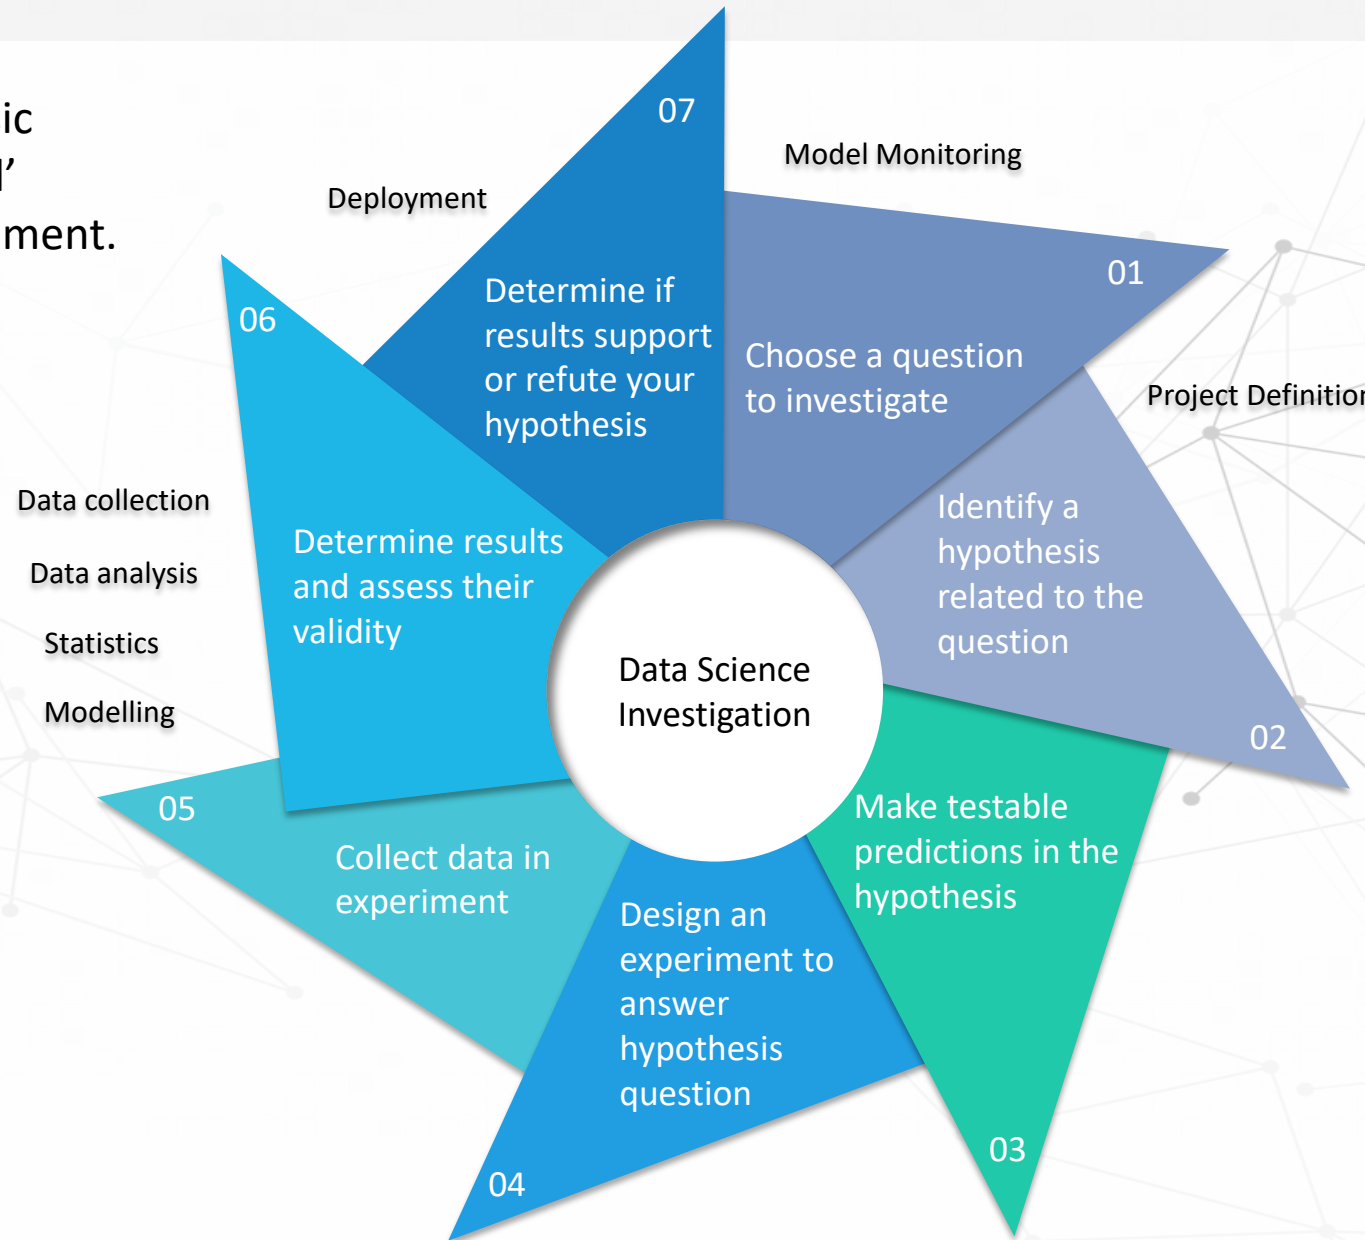 07
Model Monitoring
Deployment
01
06
Determine if
results support
or refute your
hypothesis
Choose a question
to investigate
Project Definition
Data collection
Data analysis
Statistics
Modelling
Determine results
and assess their
validity
Identify a
hypothesis
related to the
question
Data Science
Investigation
02
05
Make testable
predictions in the
hypothesis
Collect data in
experiment
Design an
experiment to
answer
hypothesis
question
03
04